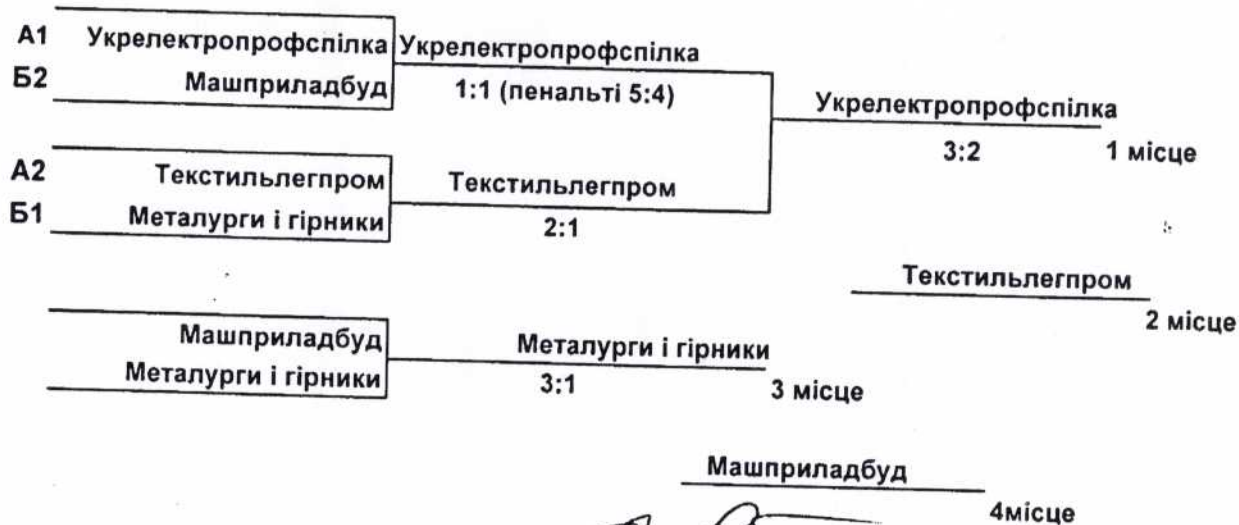 А1 Укрелектропрофспілка Укрелектропрофспілка
Б2 Машприладбуд 1:1 (пенальті 5:4)
Укрелектропрофспілка
3:2 1 місце
А2 Текстильлегпром Текстильлегпром
Б1 Металурги і гірники 2:1
Текстильлегпром
2 місце
Машприладбуд Металурги і гірники
Металурги і гірники 3:1 3 місце
Машприладбуд
4місце